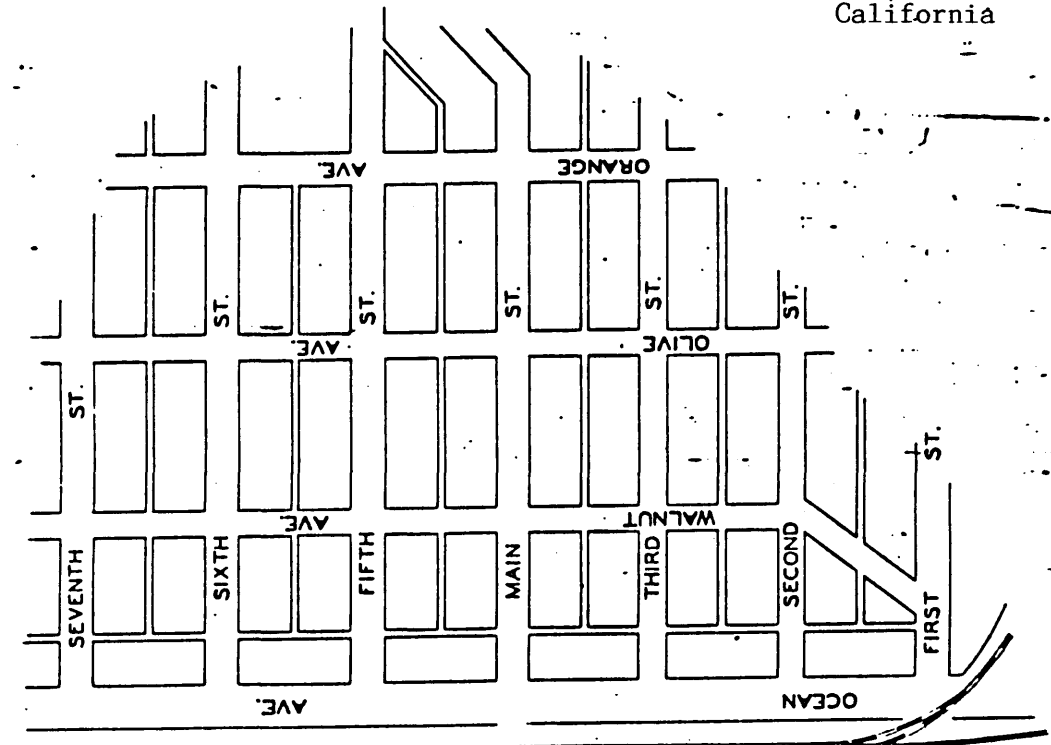 California
ORANGE AVE.
ST. ST. ST. ST. ST.
OLIVE AVE.
ST. ST.
WALNUT AVE.
SEVENTH SIXTH FIFTH MAIN THIRD SECOND FIRST
OCEAN AVE.